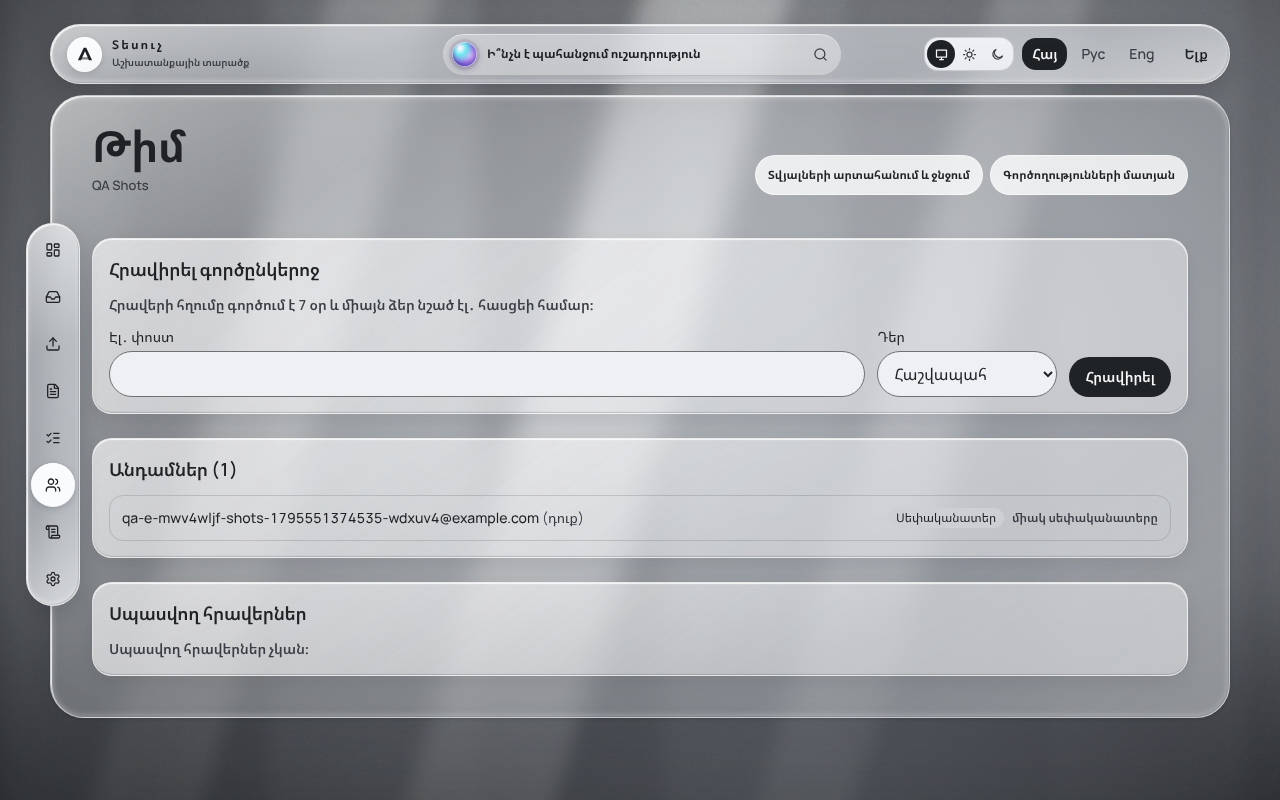 Տեսուչ
Աշխատանքային տարածք
Ի՞նչն է պահանջում ուշադրություն
Հայ
Рус
Eng
Ելք
Թիմ
QA Shots
Տվյալների արտահանում և ջնջում
Գործողությունների մատյան
Հրավիրել գործընկերոջ
Հրավերի հղումը գործում է 7 օր և միայն ձեր նշած էլ․ հասցեի համար։
Էլ․ փոստ
Դեր
Հաշվապահ
Հրավիրել
Անդամներ (1)
qa-e-mwv4wljf-shots-1795551374535-wdxuv4@example.com (դուք)
Սեփականատեր
միակ սեփականատերը
Սպասվող հրավերներ
Սպասվող հրավերներ չկան։